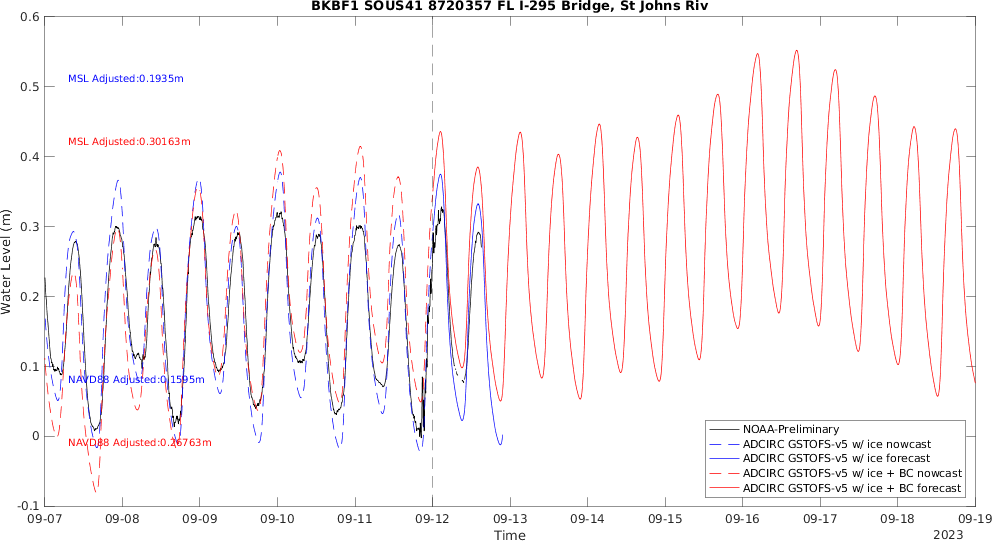 BKBF1 SOUS41 8720357 FL I-295 Bridge, St Johns Riv
0.6
0.5
0.4
0.3
0.2
0.1
0
-0.1
Water Level (m)
MSL Adjusted:0.1935m
MSL Adjusted:0.30163m
NAVD88 Adjusted:0.1595m
NAVD88 Adjusted:0.26763m
NOAA-Preliminary
ADCIRC GSTOFS-v5 w/ ice nowcast
ADCIRC GSTOFS-v5 w/ ice forecast
ADCIRC GSTOFS-v5 w/ ice + BC nowcast
ADCIRC GSTOFS-v5 w/ ice + BC forecast
09-07 09-08 09-09 09-10 09-11 09-12 09-13 09-14 09-15 09-16 09-17 09-18 09-19
Time
2023